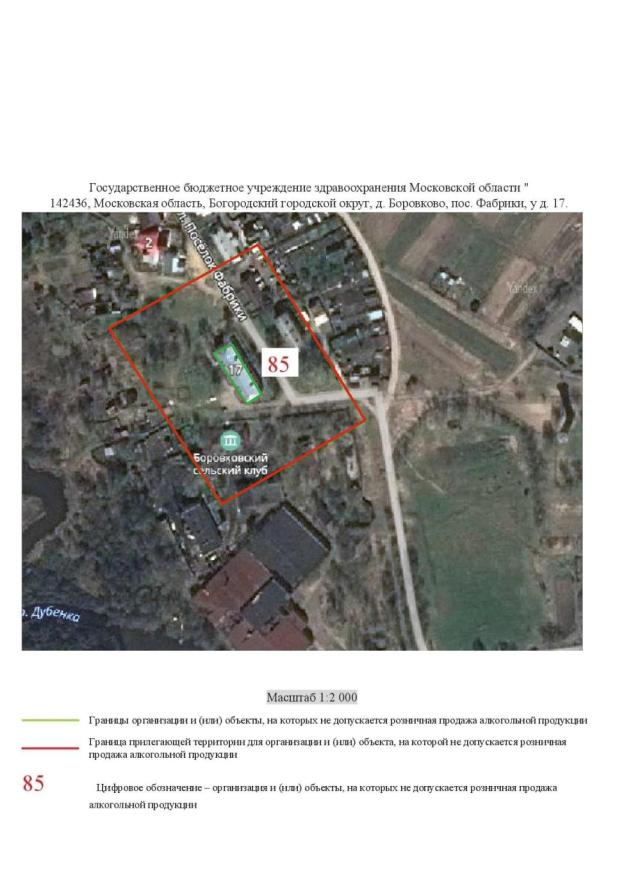 Государственное бюджетное учреждение здравоохранения Московской области "
142436, Московская область, Богородский городской округ, д. Боровково, пос. Фабрики, у д. 17.
Yandex
2
л. Посёлок Фабрики
Yandex
17
85
Боровковский
сельский клуб
р. Дубенка
Масштаб 1:2 000
Границы организации и (или) объекты, на которых не допускается розничная продажа алкогольной продукции
Граница прилегающей территории для организации и (или) объекта, на которой не допускается розничная
продажа алкогольной продукции
85
Цифровое обозначение – организация и (или) объекты, на которых не допускается розничная продажа
алкогольной продукции